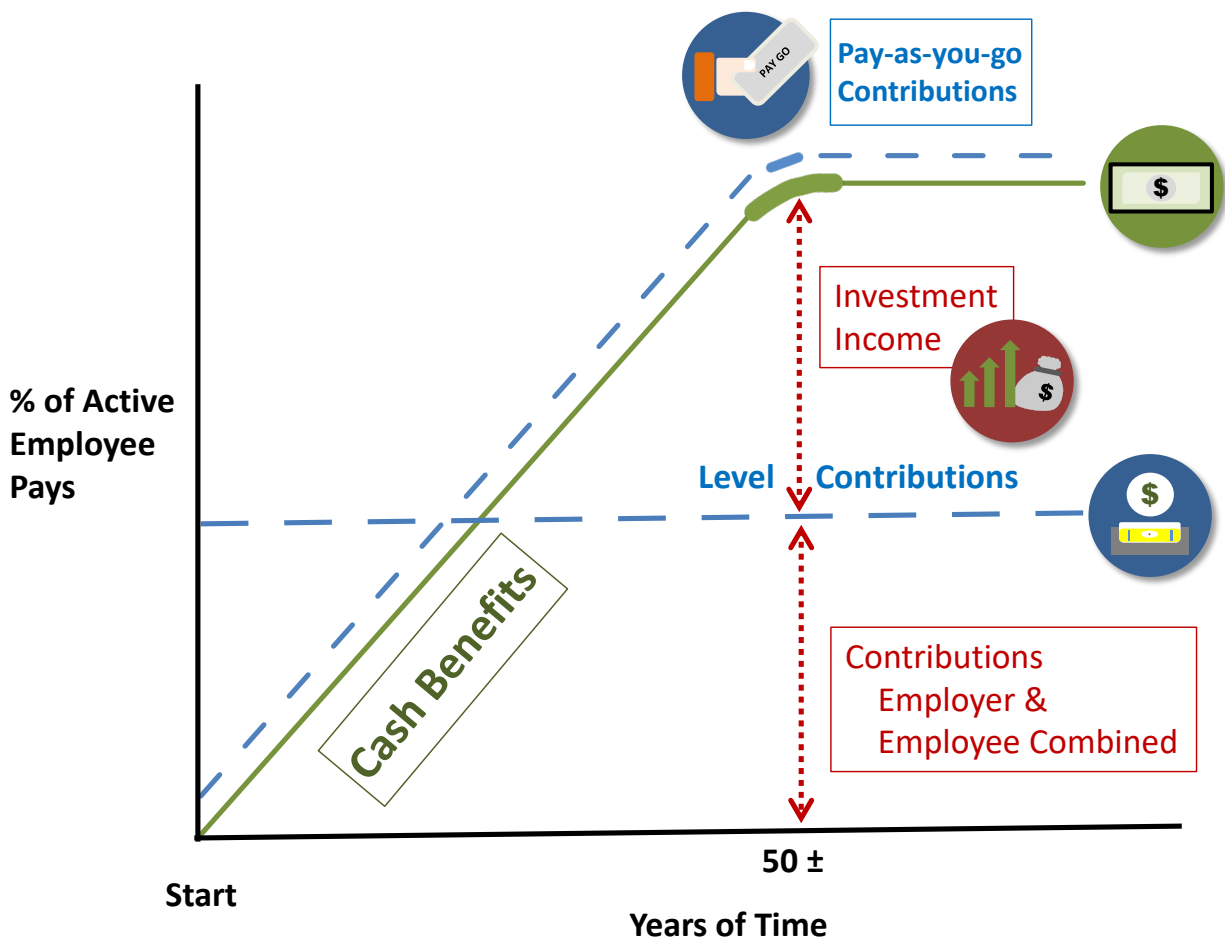 PAY GO
Pay-as-you-go
Contributions
$
Investment
Income
$
% of Active
Employee
Pays
Level Contributions
$
Cash Benefits
Contributions
Employer &
Employee Combined
50 ±
Start
Years of Time